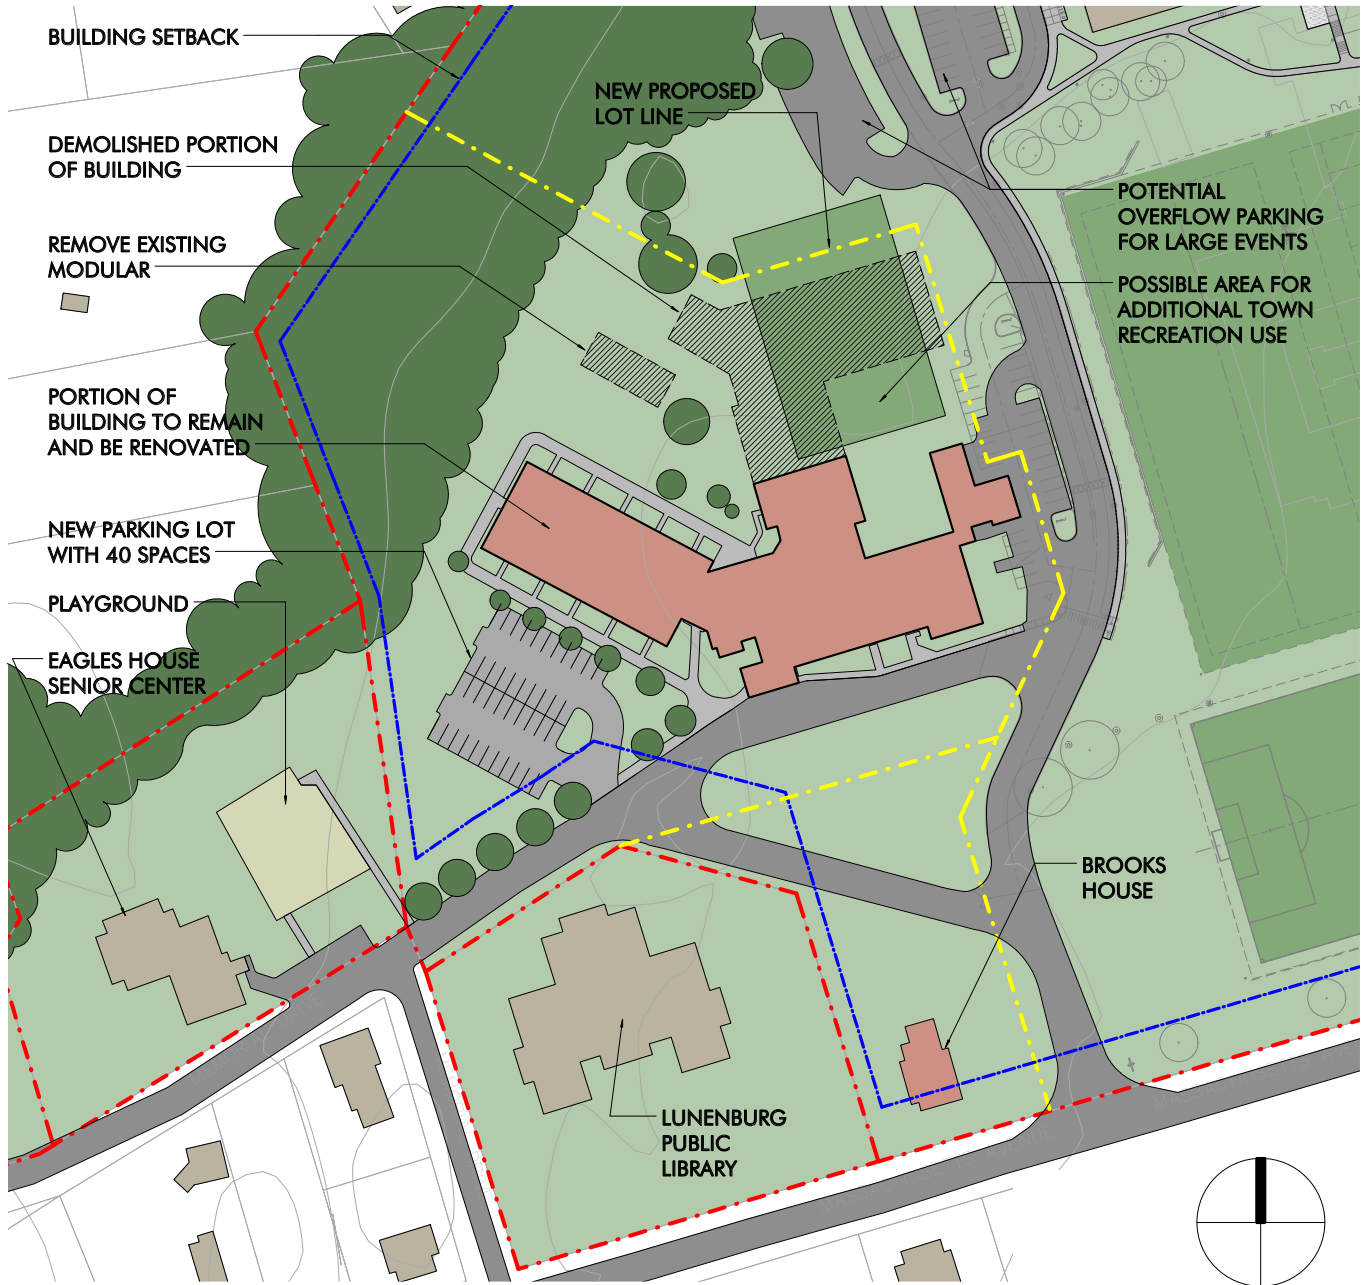 BUILDING SETBACK
NEW PROPOSED
LOT LINE
DEMOLISHED PORTION
OF BUILDING
POTENTIAL
OVERFLOW PARKING
FOR LARGE EVENTS
REMOVE EXISTING
MODULAR
POSSIBLE AREA FOR
ADDITIONAL TOWN
RECREATION USE
PORTION OF
BUILDING TO REMAIN
AND BE RENOVATED
NEW PARKING LOT
WITH 40 SPACES
PLAYGROUND
EAGLES HOUSE
SENIOR CENTER
BROOKS
HOUSE
LUNENBURG
PUBLIC
LIBRARY